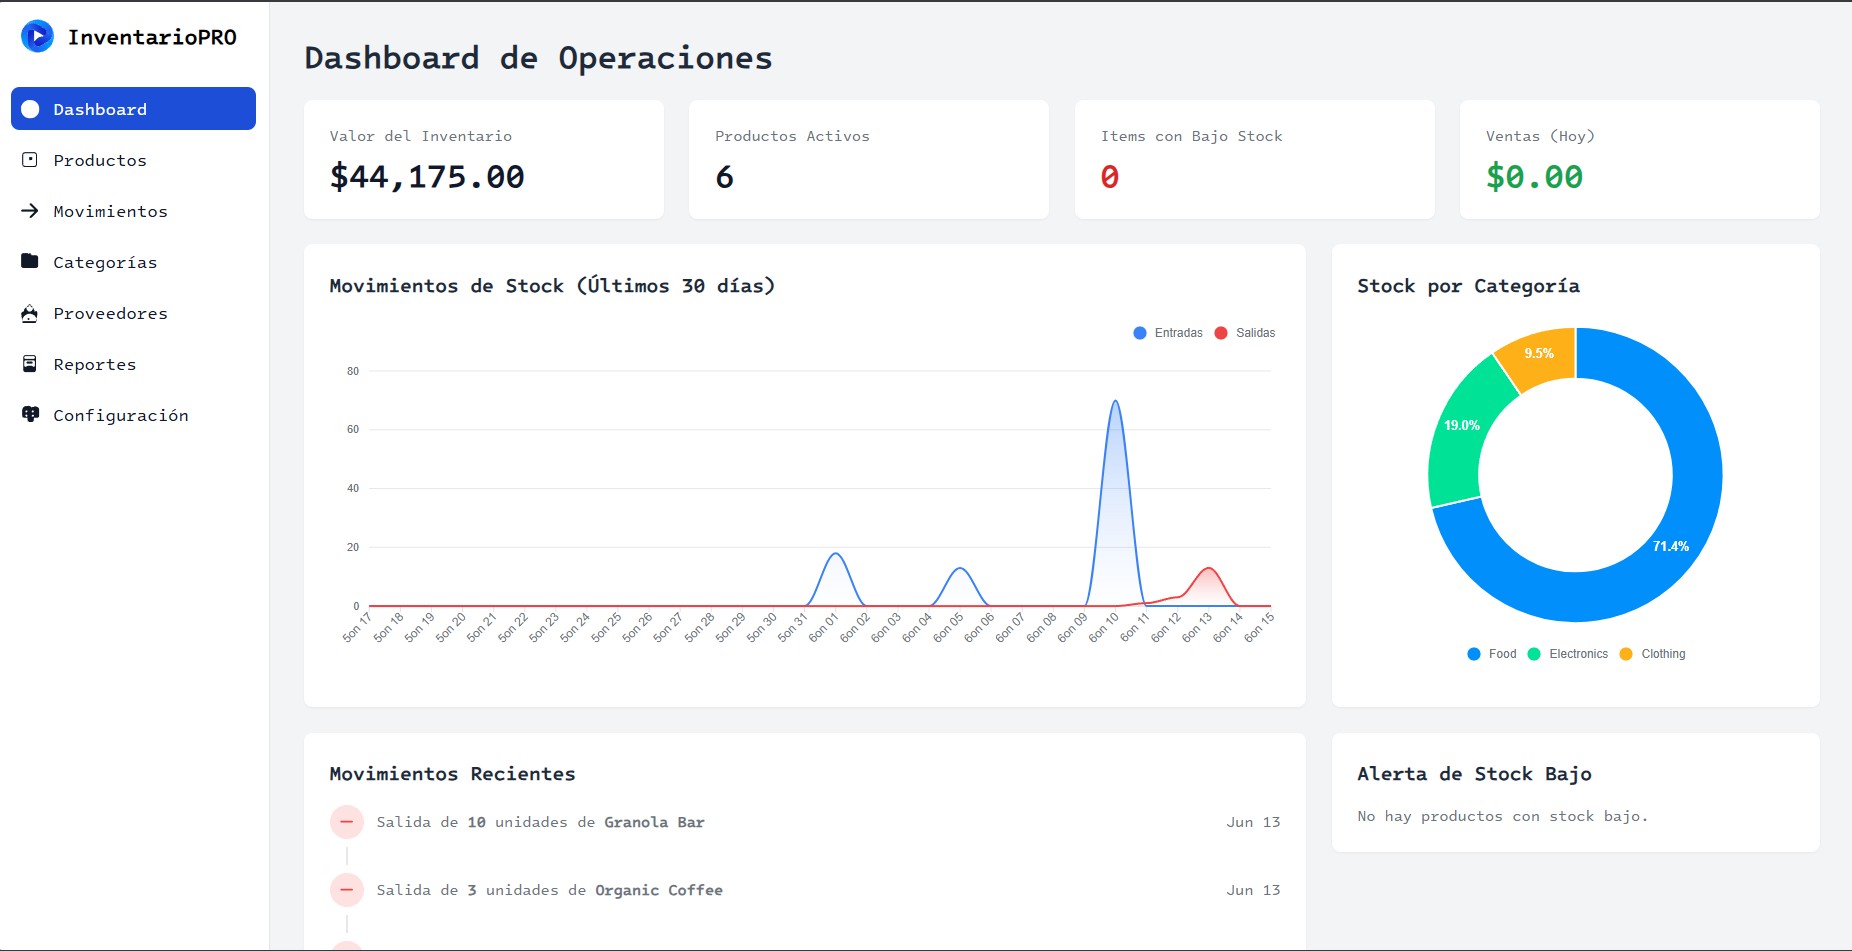 InventarioPRO
Dashboard
Productos
Movimientos
Categorías
Proveedores
Reportes
Configuración
Dashboard de Operaciones
Valor del Inventario
$44,175.00
Productos Activos
6
Items con Bajo Stock
0
Ventas (Hoy)
$0.00
Movimientos de Stock (Últimos 30 días)
Entradas Salidas
80
60
40
20
0
5on 17 5on 18 5on 19 5on 20 5on 21 5on 22 5on 23 5on 24 5on 25 5on 26 5on 27 5on 28 5on 29 5on 30 5on 31 6on 01 6on 02 6on 03 6on 04 6on 05 6on 06 6on 07 6on 08 6on 09 6on 10 6on 11 6on 12 6on 13 6on 14 6on 15
Stock por Categoría
9.5%
19.0%
71.4%
Food Electronics Clothing
Movimientos Recientes
Salida de 10 unidades de Granola Bar Jun 13
Salida de 3 unidades de Organic Coffee Jun 13
Alerta de Stock Bajo
No hay productos con stock bajo.